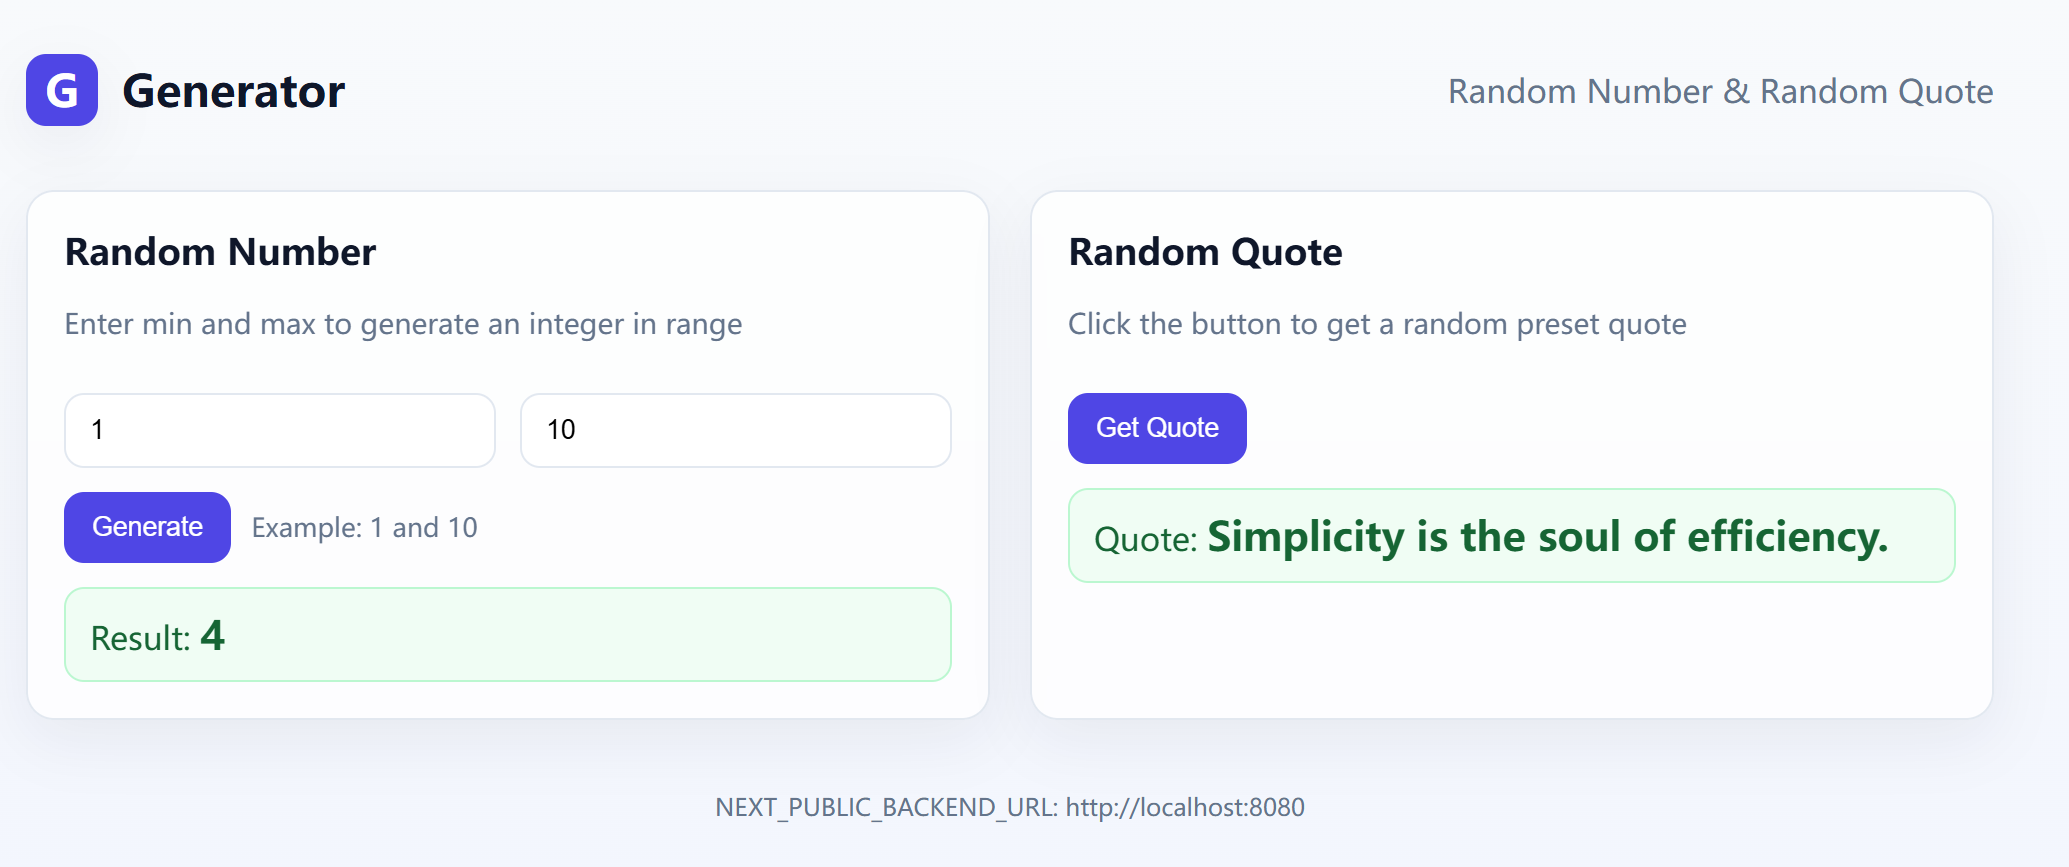 G Generator
Random Number & Random Quote
Random Number
Enter min and max to generate an integer in range
1
10
Generate
Example: 1 and 10
Result: 4
Random Quote
Click the button to get a random preset quote
Get Quote
Quote: Simplicity is the soul of efficiency.
NEXT_PUBLIC_BACKEND_URL: http://localhost:8080